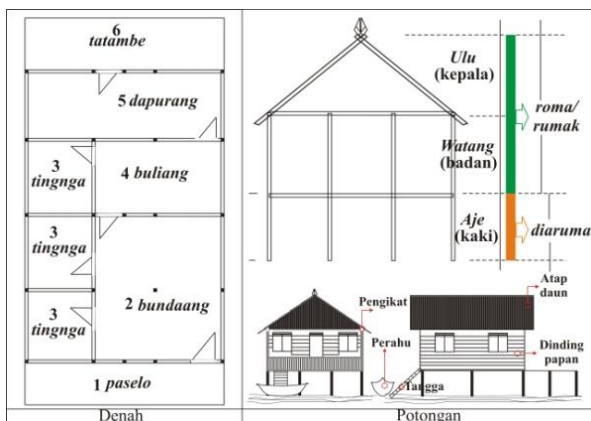 6
tatambe
5 dapurang
3
tingnga
4 buliang
3
tingnga
3
tingnga
2 bundaang
1 paselo
Denah
Ulu
(kepala)
roma/
rumak
Watang
(badan)
Aje
(kaki)
diaruma
Atap
daun
Pengikat
Perahu
Dinding
papan
Tangga
Potongan